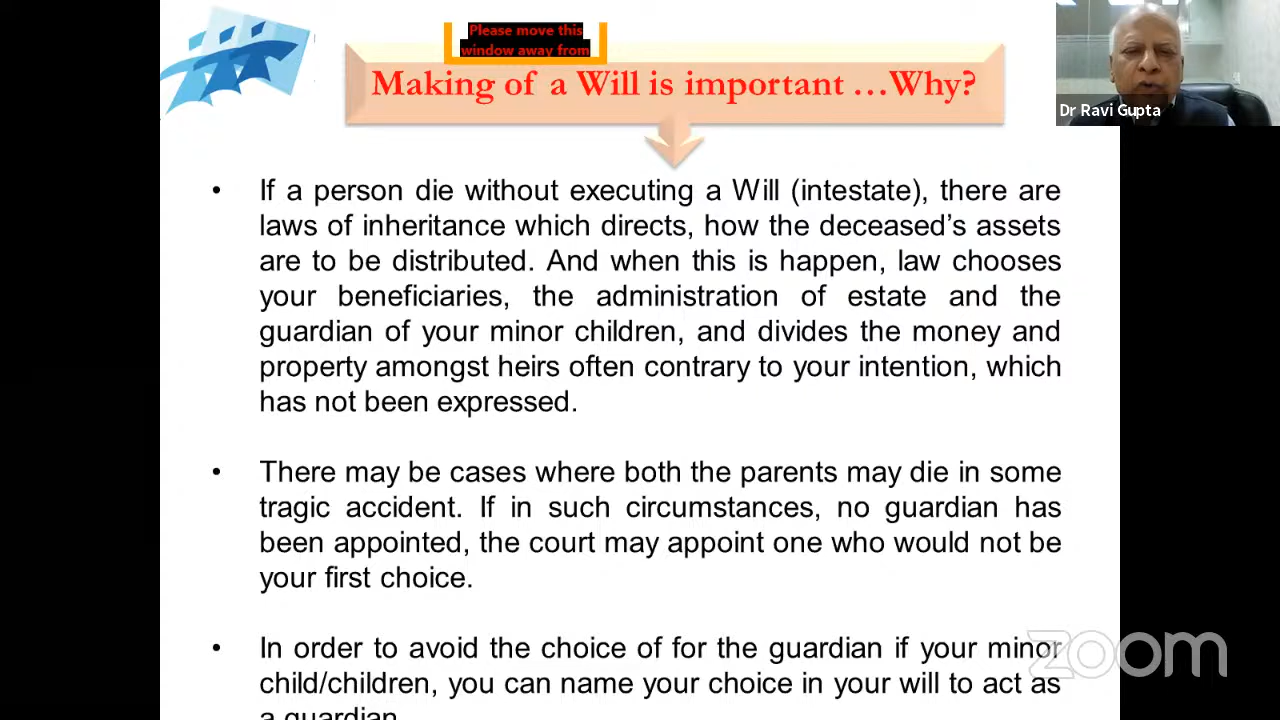 Please move this
window away from
Making of a Will is important …Why?
Dr Ravi Gupta
• If a person die without executing a Will (intestate), there are
laws of inheritance which directs, how the deceased’s assets
are to be distributed. And when this is happen, law chooses
your beneficiaries, the administration of estate and the
guardian of your minor children, and divides the money and
property amongst heirs often contrary to your intention, which
has not been expressed.
• There may be cases where both the parents may die in some
tragic accident. If in such circumstances, no guardian has
been appointed, the court may appoint one who would not be
your first choice.
• In order to avoid the choice of for the guardian if your minor
child/children, you can name your choice in your will to act as
a guardian
zoom